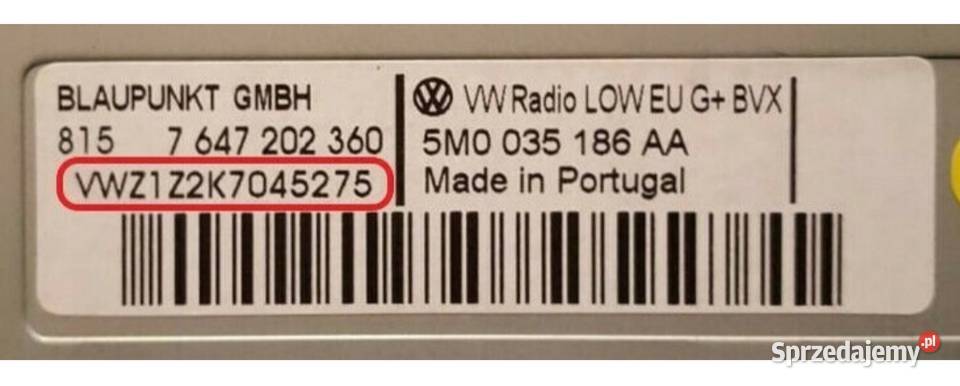 BLAUPUNKT GMBH
815 7 647 202 360
VWZ1Z2K7045275
VW Radio LOW EU G+ BVX
5M0 035 186 AA
Made in Portugal
Sprzedajemy.pl